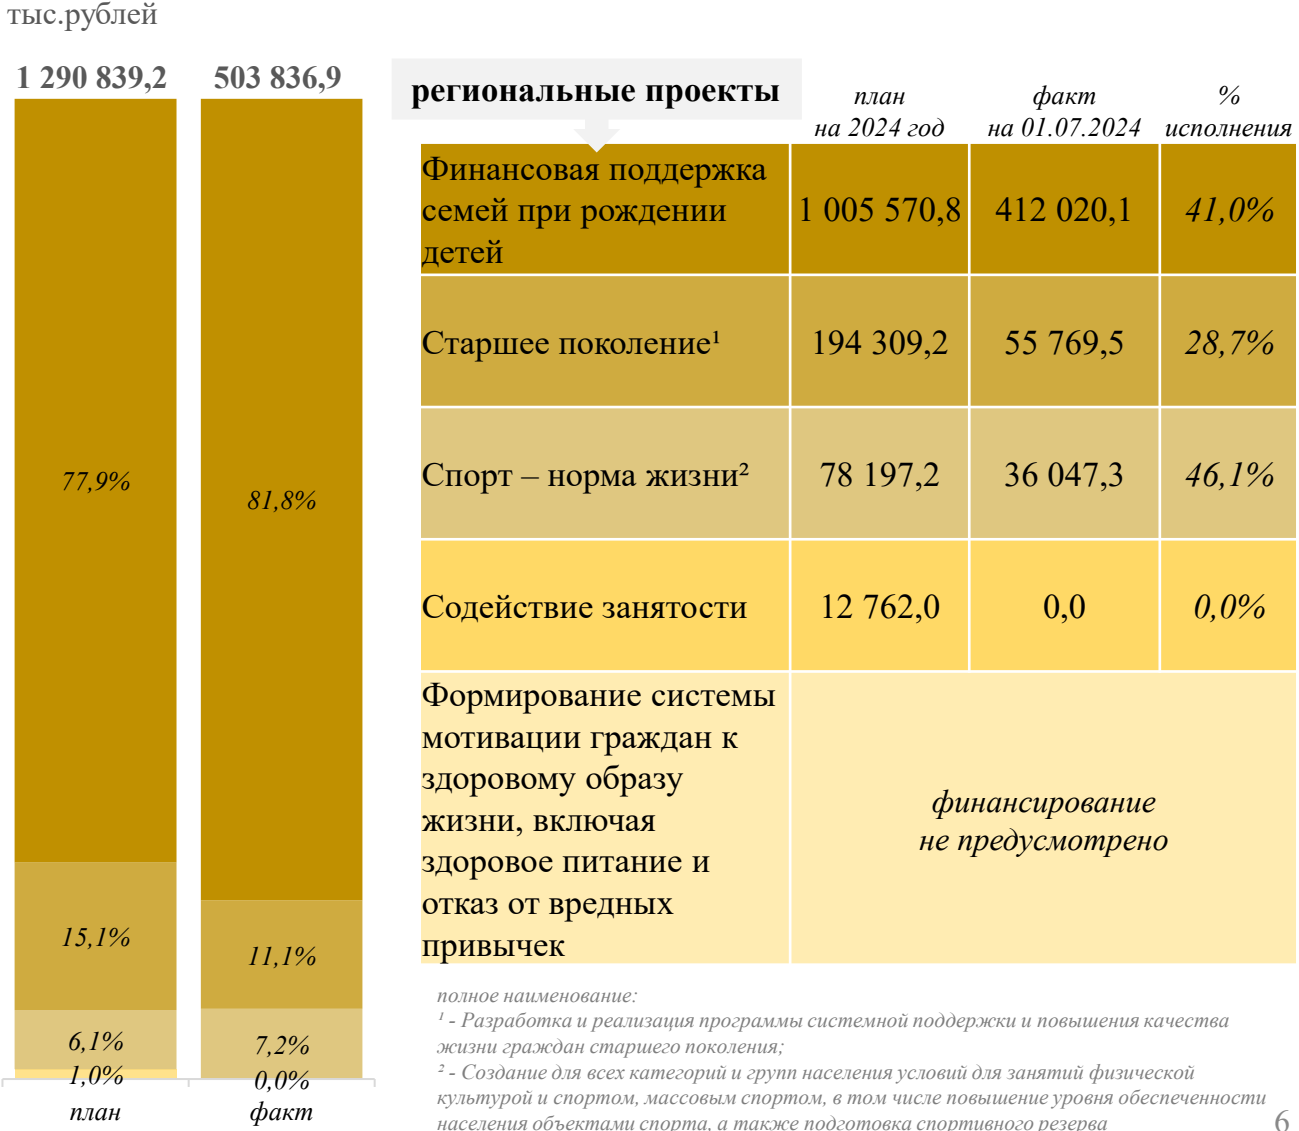 тыс.рублей
1 290 839,2
503 836,9
77,9%
15,1%
6,1%
1,0%
план
81,8%
11,1%
7,2%
0,0%
факт
региональные проекты
план
на 2024 год
факт
на 01.07.2024
%
исполнения
Финансовая поддержка
семей при рождении
детей
1 005 570,8
412 020,1
41,0%
Старшее поколение¹
194 309,2
55 769,5
28,7%
Спорт – норма жизни²
78 197,2
36 047,3
46,1%
Содействие занятости
12 762,0
0,0
0,0%
Формирование системы
мотивации граждан к
здоровому образу
жизни, включая
здоровое питание и
отказ от вредных
привычек
финансирование
не предусмотрено
полное наименование:
¹ - Разработка и реализация программы системной поддержки и повышения качества
жизни граждан старшего поколения;
² - Создание для всех категорий и групп населения условий для занятий физической
культурой и спортом, массовым спортом, в том числе повышение уровня обеспеченности
населения объектами спорта, а также подготовка спортивного резерва
6